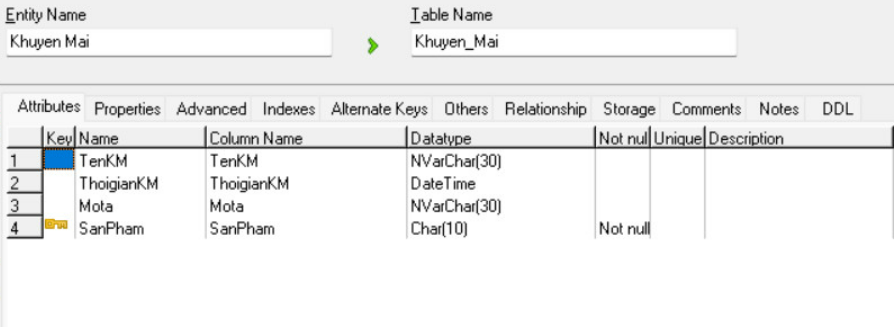 Entity Name Table Name
Khuyen Mai Khuyen_Mai
Attributes Properties Advanced Indexes Alternate Keys Others Relationship Storage Comments Notes DDL
Key Name Column Name Datatype Not nul Unique Description
1 TenKM TenKM NVarChar(30)
2 ThoigianKM ThoigianKM DateTime
3 Mota Mota NVarChar(30)
4 SanPham SanPham Char(10) Not null